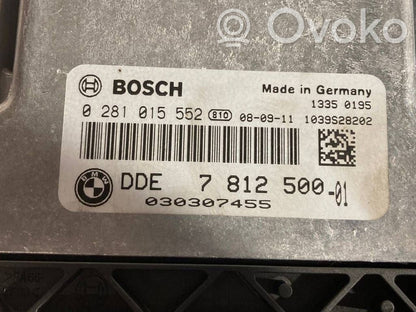 Ovoko
BOSCH
Made in Germany
1335 0195
0 281 015 552 810 08-09-11 1039S28202
BMW
DDE 7 812 500-01
030307455